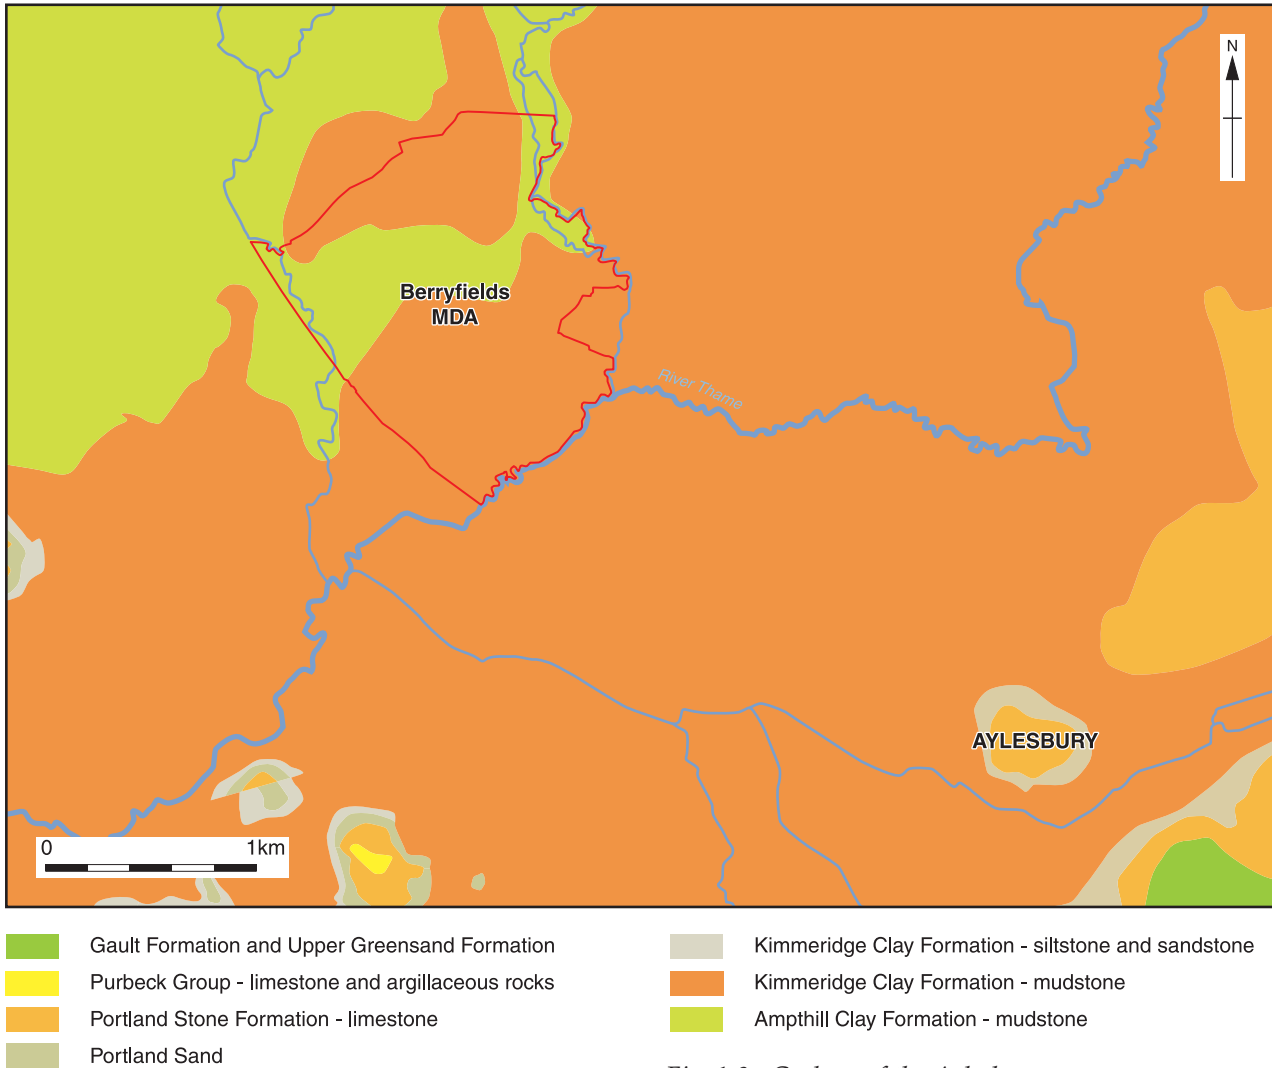 N
Berryfields
MDA
River Thame
AYLESBURY
0 1km
Gault Formation and Upper Greensand Formation
Purbeck Group - limestone and argillaceous rocks
Portland Stone Formation - limestone
Portland Sand
Kimmeridge Clay Formation - siltstone and sandstone
Kimmeridge Clay Formation - mudstone
Ampthill Clay Formation - mudstone